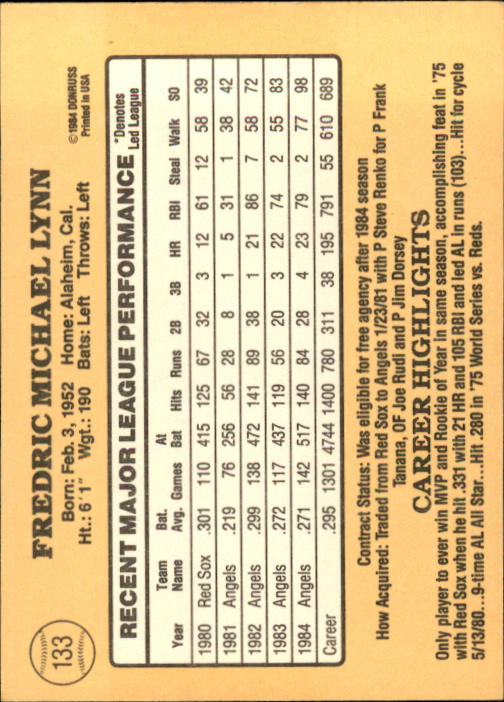 133
FREDRIC MICHAEL LYNN
Born: Feb. 3, 1952 Home: Alaheim, Cal.
Ht.: 6'1" Wgt.: 190 Bats: Left Throws: Left
©1984 DONRUSS
Printed in USA
RECENT MAJOR LEAGUE PERFORMANCE
*Denotes
Led League
Year Team Name Bat. Avg. Games At Bat Hits Runs 2B 3B HR RBI Steal Walk SO
1980 Red Sox .301 110 415 125 67 32 3 12 61 12 58 39
1981 Angels .219 76 256 56 28 8 1 5 31 1 38 42
1982 Angels .299 138 472 141 89 38 1 21 86 7 58 72
1983 Angels .272 117 437 119 56 20 3 22 74 2 55 83
1984 Angels .271 142 517 140 84 28 4 23 79 2 77 98
Career .295 1301 4744 1400 780 311 38 195 791 55 610 689
Contract Status: Was eligible for free agency after 1984 season
How Acquired: Traded from Red Sox to Angels 1/23/81 with P Steve Renko for P Frank
Tanana, OF Joe Rudi and P Jim Dorsey
CAREER HIGHLIGHTS
Only player to ever win MVP and Rookie of Year in same season, accomplishing feat in '75
with Red Sox when he hit .331 with 21 HR and 105 RBI and led AL in runs (103)...Hit for cycle
5/13/80...9-time AL All Star...Hit .280 in '75 World Series vs. Reds.